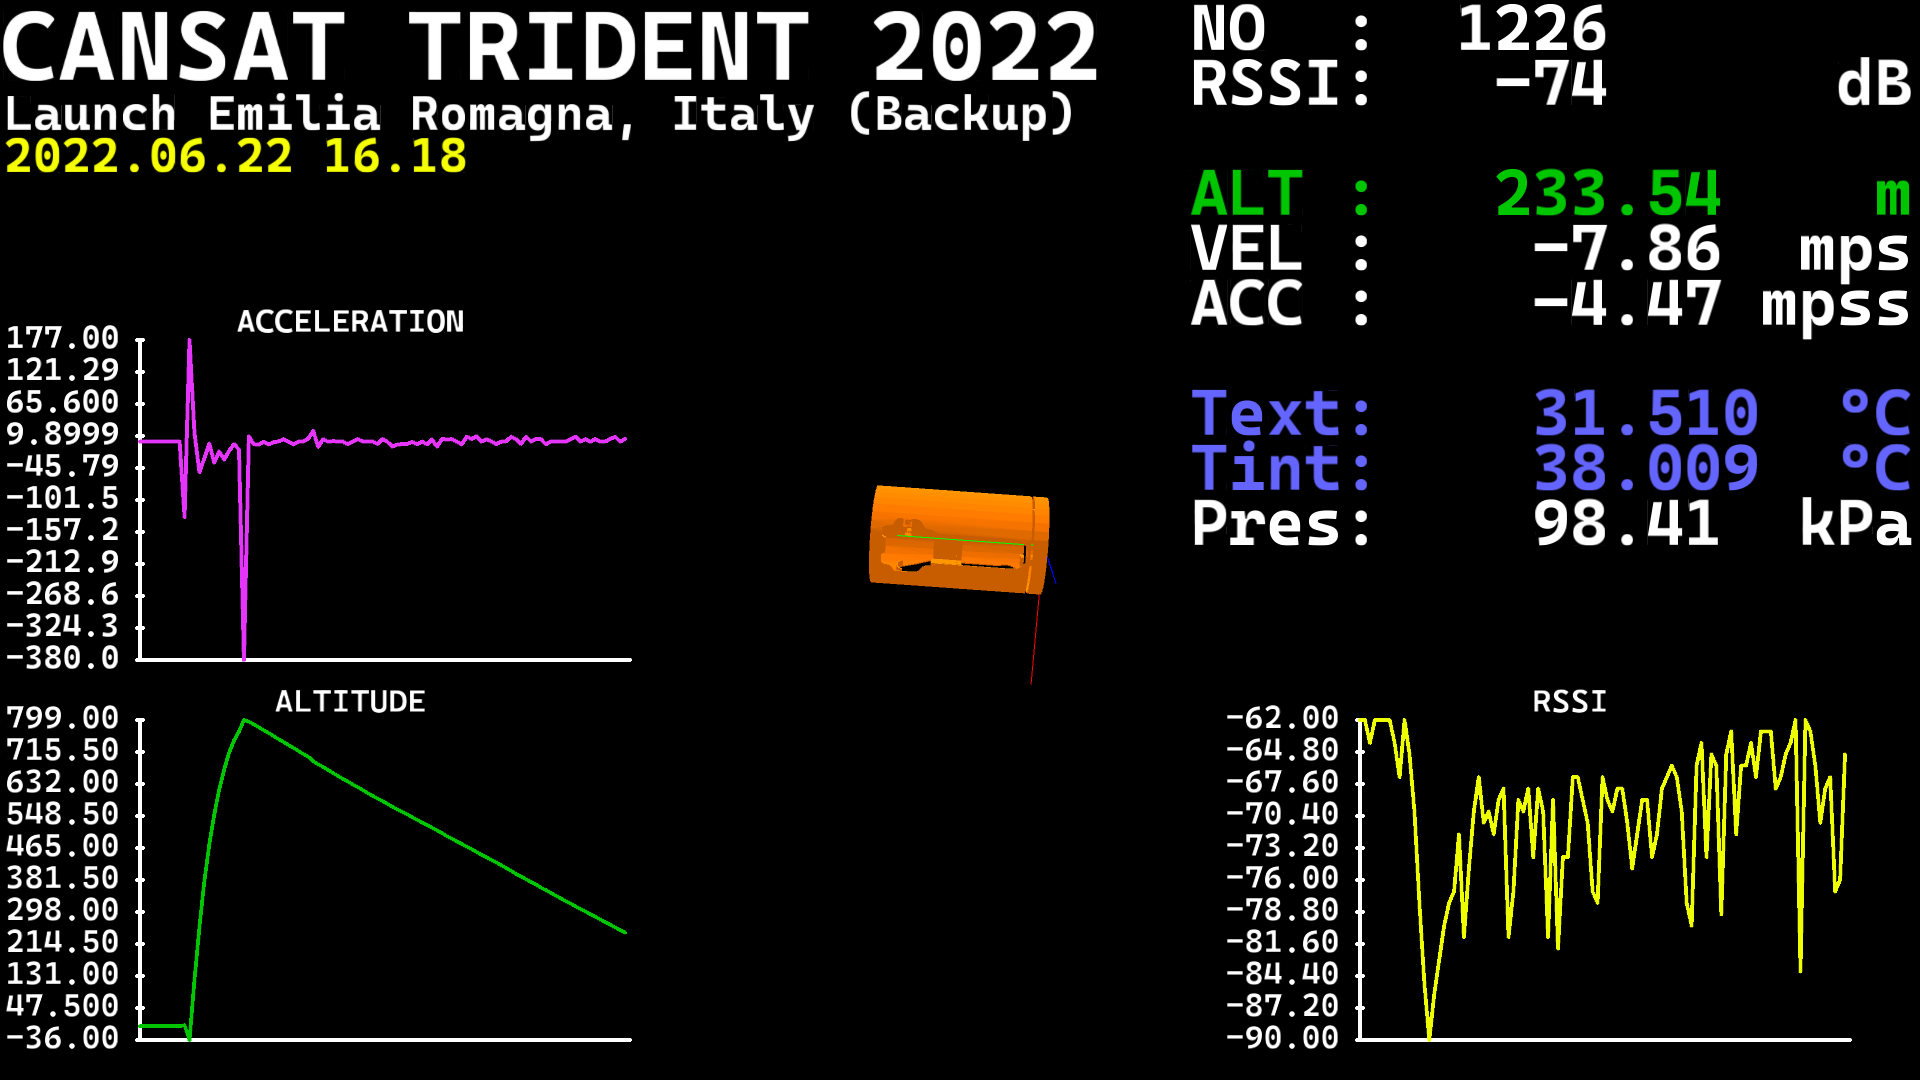 CANSAT TRIDENT 2022
Launch Emilia Romagna, Italy (Backup)
2022.06.22 16.18
NO : 1226
RSSI: -74 dB
ALT : 233.54 m
VEL : -7.86 mps
ACC : -4.47 mpss
Text: 31.510 °C
Tint: 38.009 °C
Pres: 98.41 kPa
ACCELERATION
177.00
121.29
65.600
9.8999
-45.79
-101.5
-157.2
-212.9
-268.6
-324.3
-380.0
ALTITUDE
799.00
715.50
632.00
548.50
465.00
381.50
298.00
214.50
131.00
47.500
-36.00
RSSI
-62.00
-64.80
-67.60
-70.40
-73.20
-76.00
-78.80
-81.60
-84.40
-87.20
-90.00